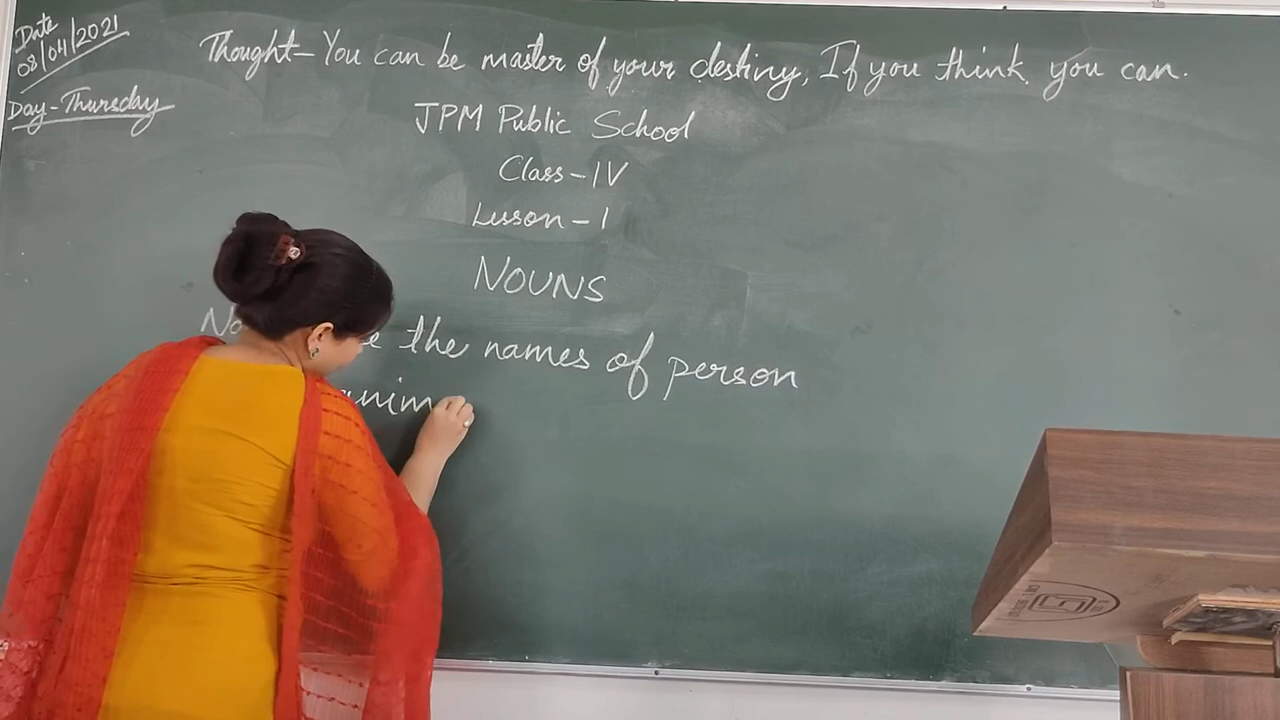 Date
08/04/2021
Day-Thursday
Thought- You can be master of your destiny, If you think you can.
JPM Public School
Class-IV
Lesson-1
NOUNS
the names of person
anim